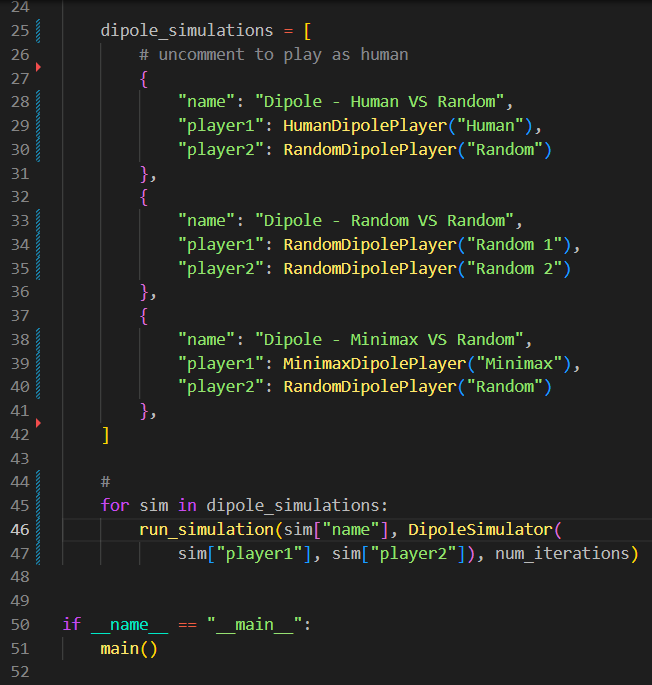 24
25 dipole_simulations = [
26 # uncomment to play as human
27 {
28 "name": "Dipole - Human VS Random",
29 "player1": HumanDipolePlayer("Human"),
30 "player2": RandomDipolePlayer("Random")
31 },
32 {
33 "name": "Dipole - Random VS Random",
34 "player1": RandomDipolePlayer("Random 1"),
35 "player2": RandomDipolePlayer("Random 2")
36 },
37 {
38 "name": "Dipole - Minimax VS Random",
39 "player1": MinimaxDipolePlayer("Minimax"),
40 "player2": RandomDipolePlayer("Random")
41 },
42 ]
43
44 #
45 for sim in dipole_simulations:
46 run_simulation(sim["name"], DipoleSimulator(
47 sim["player1"], sim["player2"]), num_iterations)
48
49
50 if __name__ == "__main__":
51 main()
52